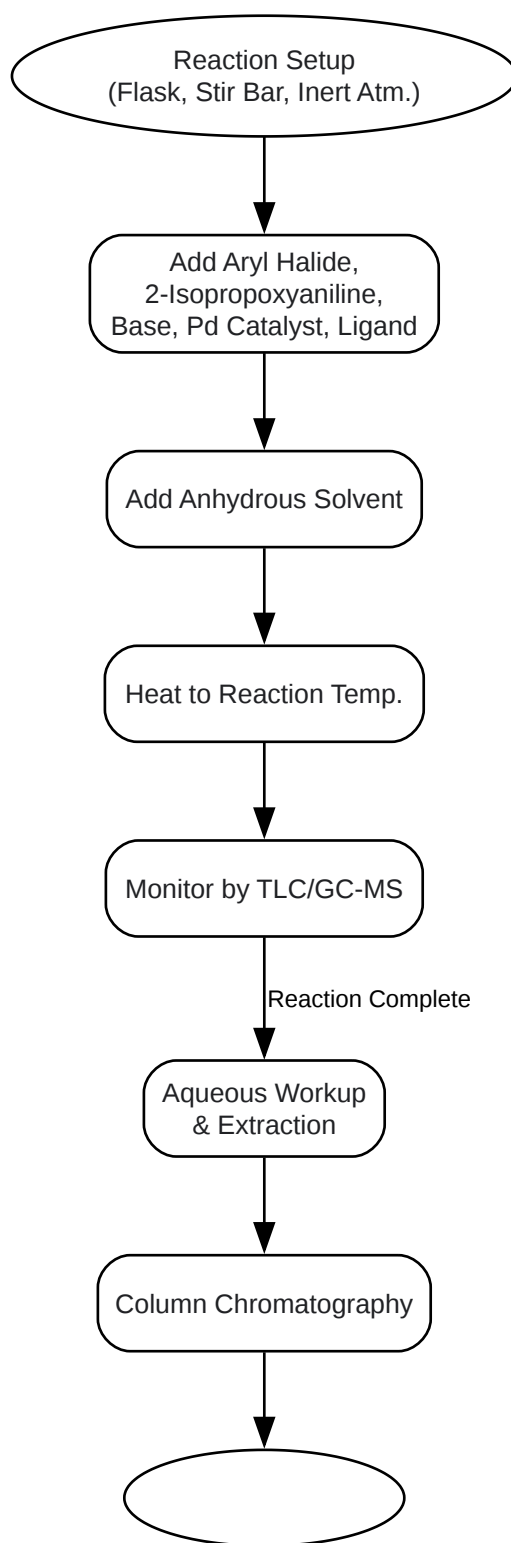 Reaction Setup
(Flask, Stir Bar, Inert Atm.)
Add Aryl Halide,
2-Isopropoxyaniline,
Base, Pd Catalyst, Ligand
Add Anhydrous Solvent
Heat to Reaction Temp.
Monitor by TLC/GC-MS
Reaction Complete
Aqueous Workup
& Extraction
Column Chromatography